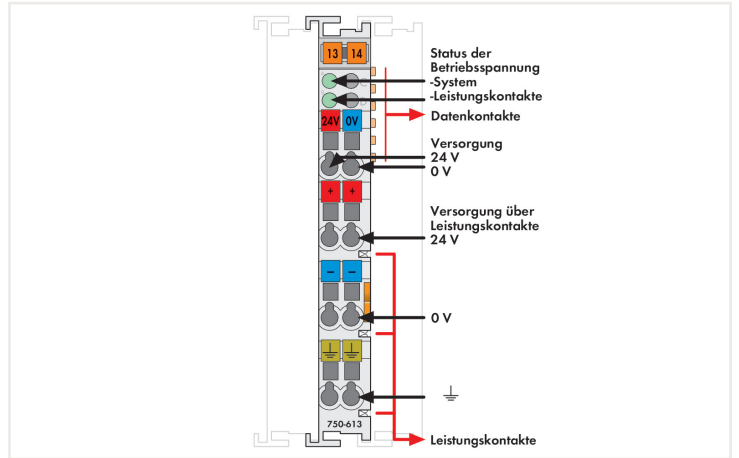 13 14
Status der
Betriebsspannung
-System
-Leistungskontakte
Datenkontakte
24V 0V
Versorgung
24 V
0 V
+ +
Versorgung über
Leistungskontakte
24 V
– –
0 V
750-613
Leistungskontakte